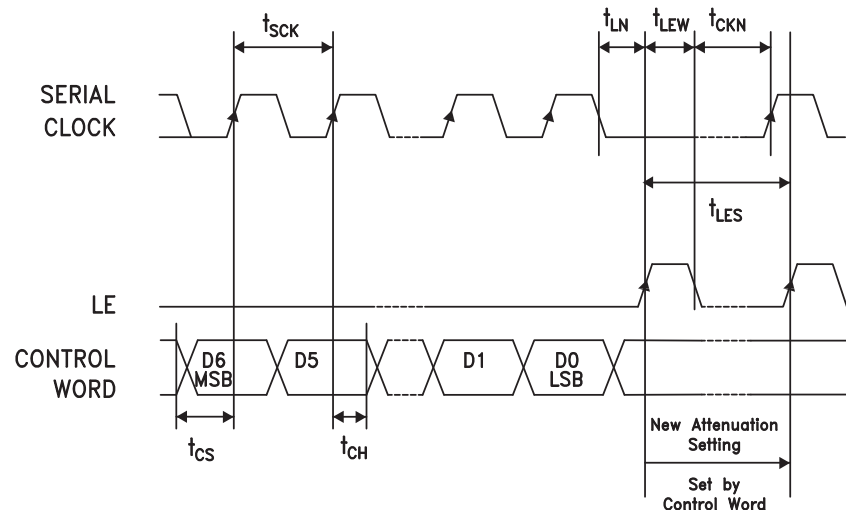 tSCK
tLN
tLEW
tCKN
SERIAL
CLOCK
tLES
LE
CONTROL
WORD
D6
MSB
D5
D1
D0
LSB
tCS
tCH
New Attenuation
Setting
Set by
Control Word